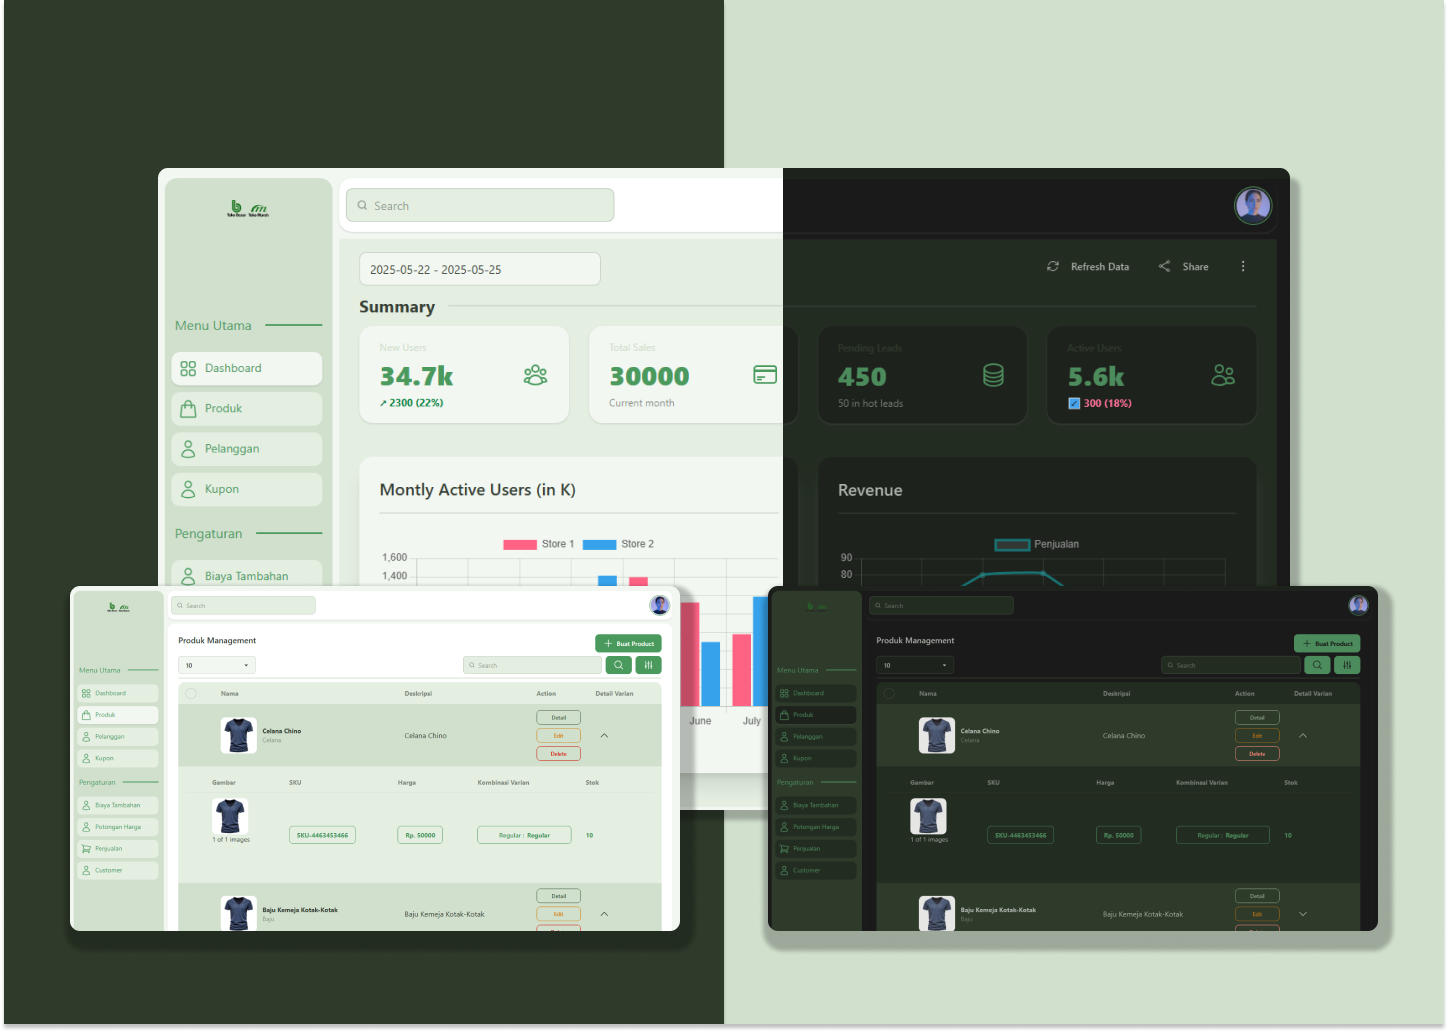 Toko Besar Toko Murah
Search
Menu Utama
Dashboard
Produk
Pelanggan
Kupon
Pengaturan
Biaya Tambahan
2025-05-22 - 2025-05-25
Refresh Data
Share
Summary
New Users
34.7k
↗ 2300 (22%)
Total Sales
30000
Current month
Pending Leads
450
50 in hot leads
Active Users
5.6k
300 (18%)
Montly Active Users (in K)
Store 1 Store 2
1,600
1,400
June July
Revenue
Penjualan
90
80
Search
Menu Utama
Dashboard
Produk
Pelanggan
Kupon
Pengaturan
Biaya Tambahan
Potongan Harga
Penjualan
Customer
Produk Management
+ Buat Product
10
Search
Nama Deskripsi Action Detail Varian
Celana Chino
Celana
Celana Chino
Detail
Edit
Delete
Gambar SKU Harga Kombinasi Varian Stok
1 of 1 images
SKU-4463453466
Rp. 50000
Regular : Regular
10
Baju Kemeja Kotak-Kotak
Baju
Baju Kemeja Kotak-Kotak
Detail
Edit
Search
Menu Utama
Dashboard
Produk
Pelanggan
Kupon
Pengaturan
Biaya Tambahan
Potongan Harga
Penjualan
Customer
Produk Management
+ Buat Product
10
Search
Nama Deskripsi Action Detail Varian
Celana Chino
Celana
Celana Chino
Detail
Edit
Delete
Gambar SKU Harga Kombinasi Varian Stok
1 of 1 images
SKU-4463453466
Rp. 50000
Regular : Regular
10
Baju Kemeja Kotak-Kotak
Baju
Baju Kemeja Kotak-Kotak
Detail
Edit